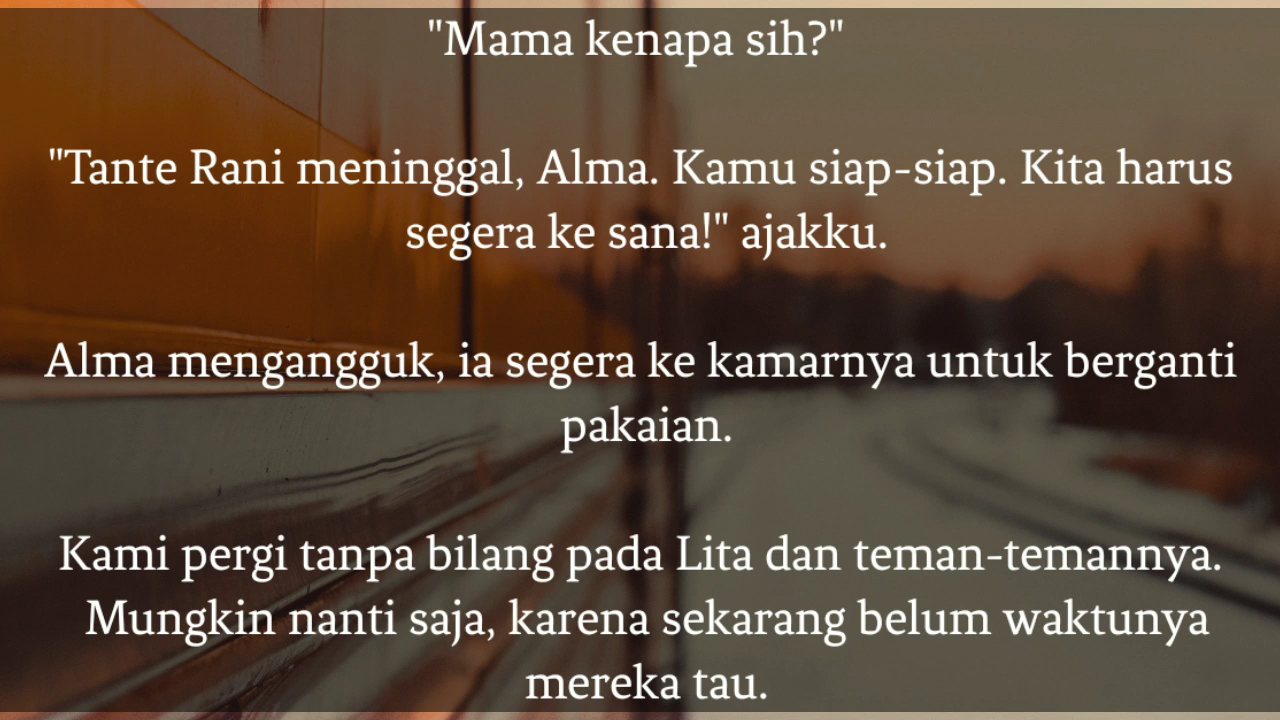 "Mama kenapa sih?"
"Tante Rani meninggal, Alma. Kamu siap-siap. Kita harus
segera ke sana!" ajakku.
Alma mengangguk, ia segera ke kamarnya untuk berganti
pakaian.
Kami pergi tanpa bilang pada Lita dan teman-temannya.
Mungkin nanti saja, karena sekarang belum waktunya
mereka tau.